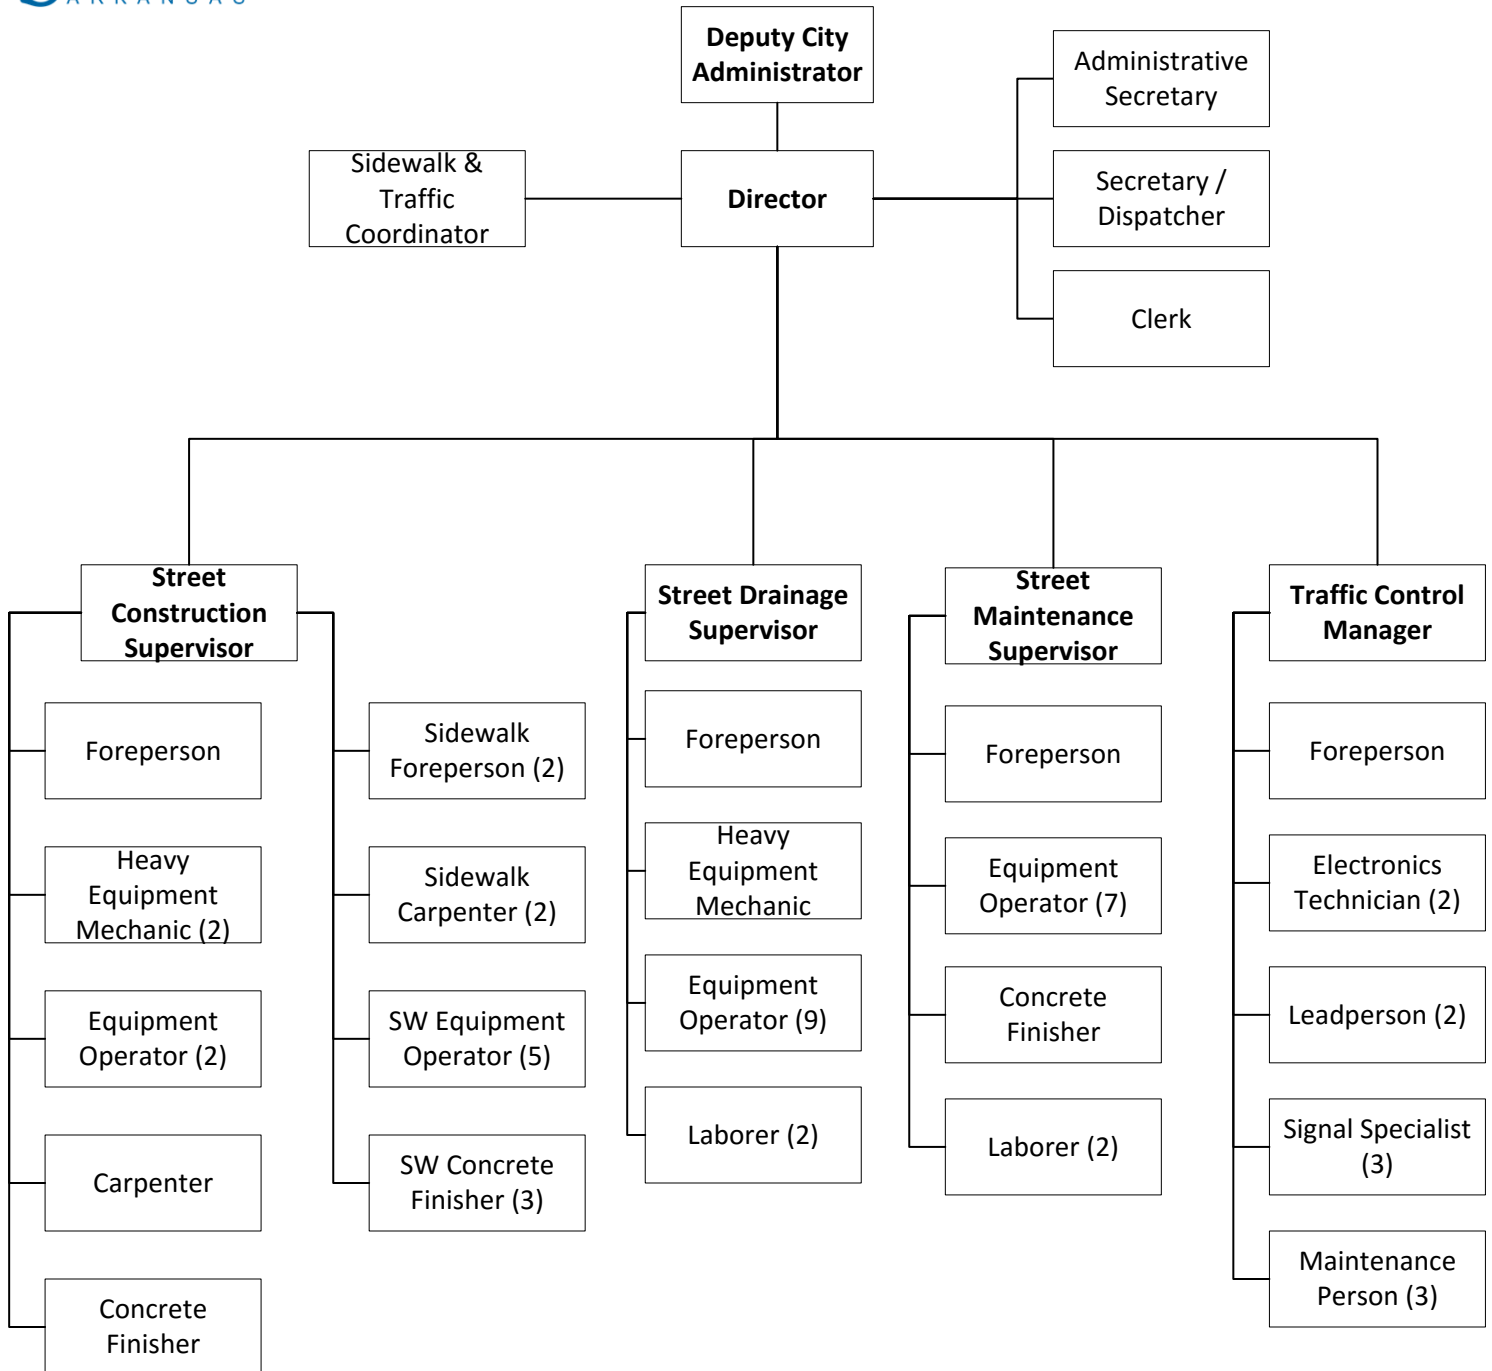 ARKANSAS
Deputy City
Administrator
Administrative
Secretary
Sidewalk &
Traffic
Coordinator
Director
Secretary /
Dispatcher
Clerk
Street
Construction
Supervisor
Street Drainage
Supervisor
Street
Maintenance
Supervisor
Traffic Control
Manager
Foreperson
Heavy
Equipment
Mechanic (2)
Equipment
Operator (2)
Carpenter
Concrete
Finisher
Sidewalk
Foreperson (2)
Sidewalk
Carpenter (2)
SW Equipment
Operator (5)
SW Concrete
Finisher (3)
Foreperson
Heavy
Equipment
Mechanic
Equipment
Operator (9)
Laborer (2)
Foreperson
Equipment
Operator (7)
Concrete
Finisher
Laborer (2)
Foreperson
Electronics
Technician (2)
Leadperson (2)
Signal Specialist
(3)
Maintenance
Person (3)